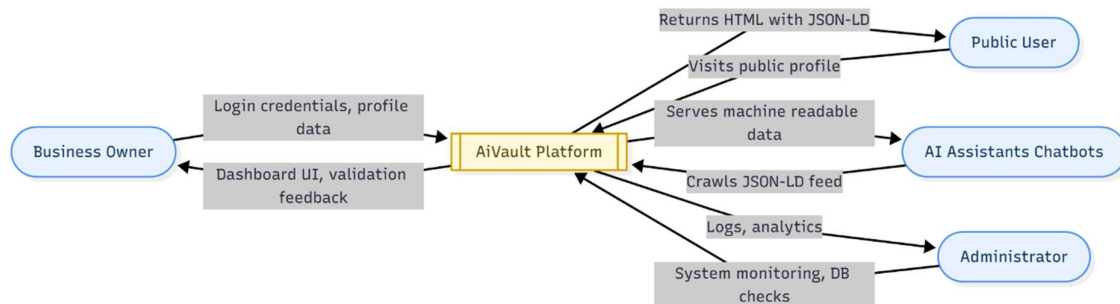 Returns HTML with JSON-LD
Public User
Visits public profile
Login credentials, profile
data
Serves machine readable
data
Business Owner
AiVault Platform
AI Assistants Chatbots
Dashboard UI, validation
feedback
Crawls JSON-LD feed
Logs, analytics
Administrator
System monitoring, DB
checks